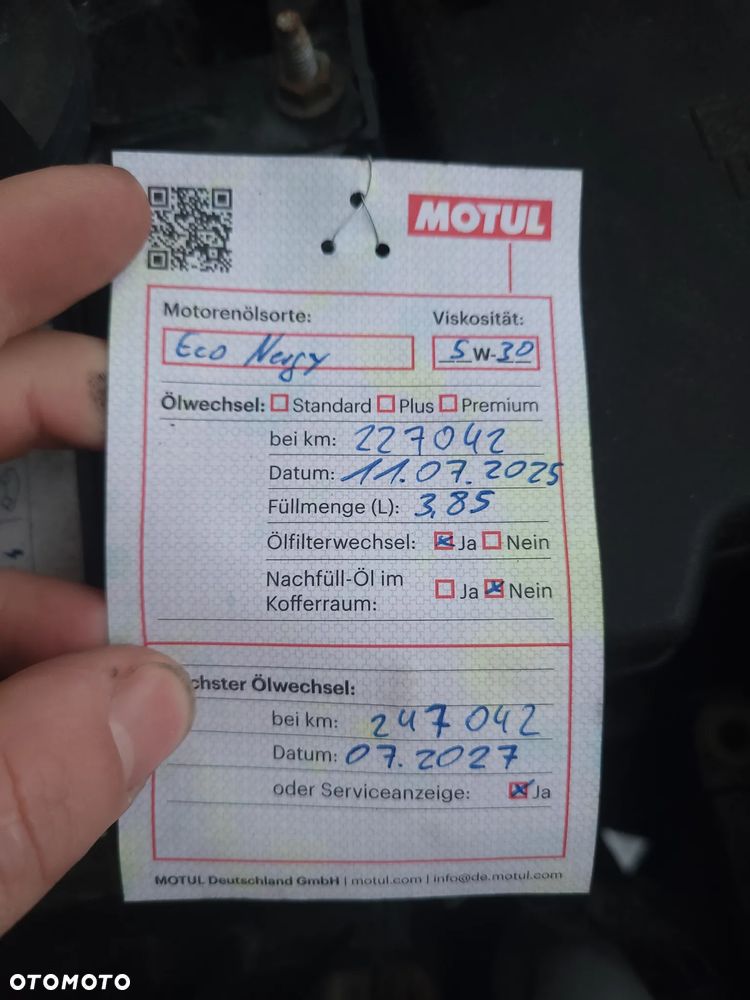 MOTUL
Motorenölsorte:
Viskosität:
Eco Nergy
5 W-30
Ölwechsel: Standard Plus Premium
bei km: 227042
Datum: 11.07.2025
Füllmenge (L): 3,85
Ölfilterwechsel: Ja Nein
Nachfüll-Öl im
Kofferraum: Ja Nein
chster Ölwechsel:
bei km: 247042
Datum: 07.2027
oder Serviceanzeige: Ja
MOTUL Deutschland GmbH | motul.com | info@de.motul.com
OTOMOTO